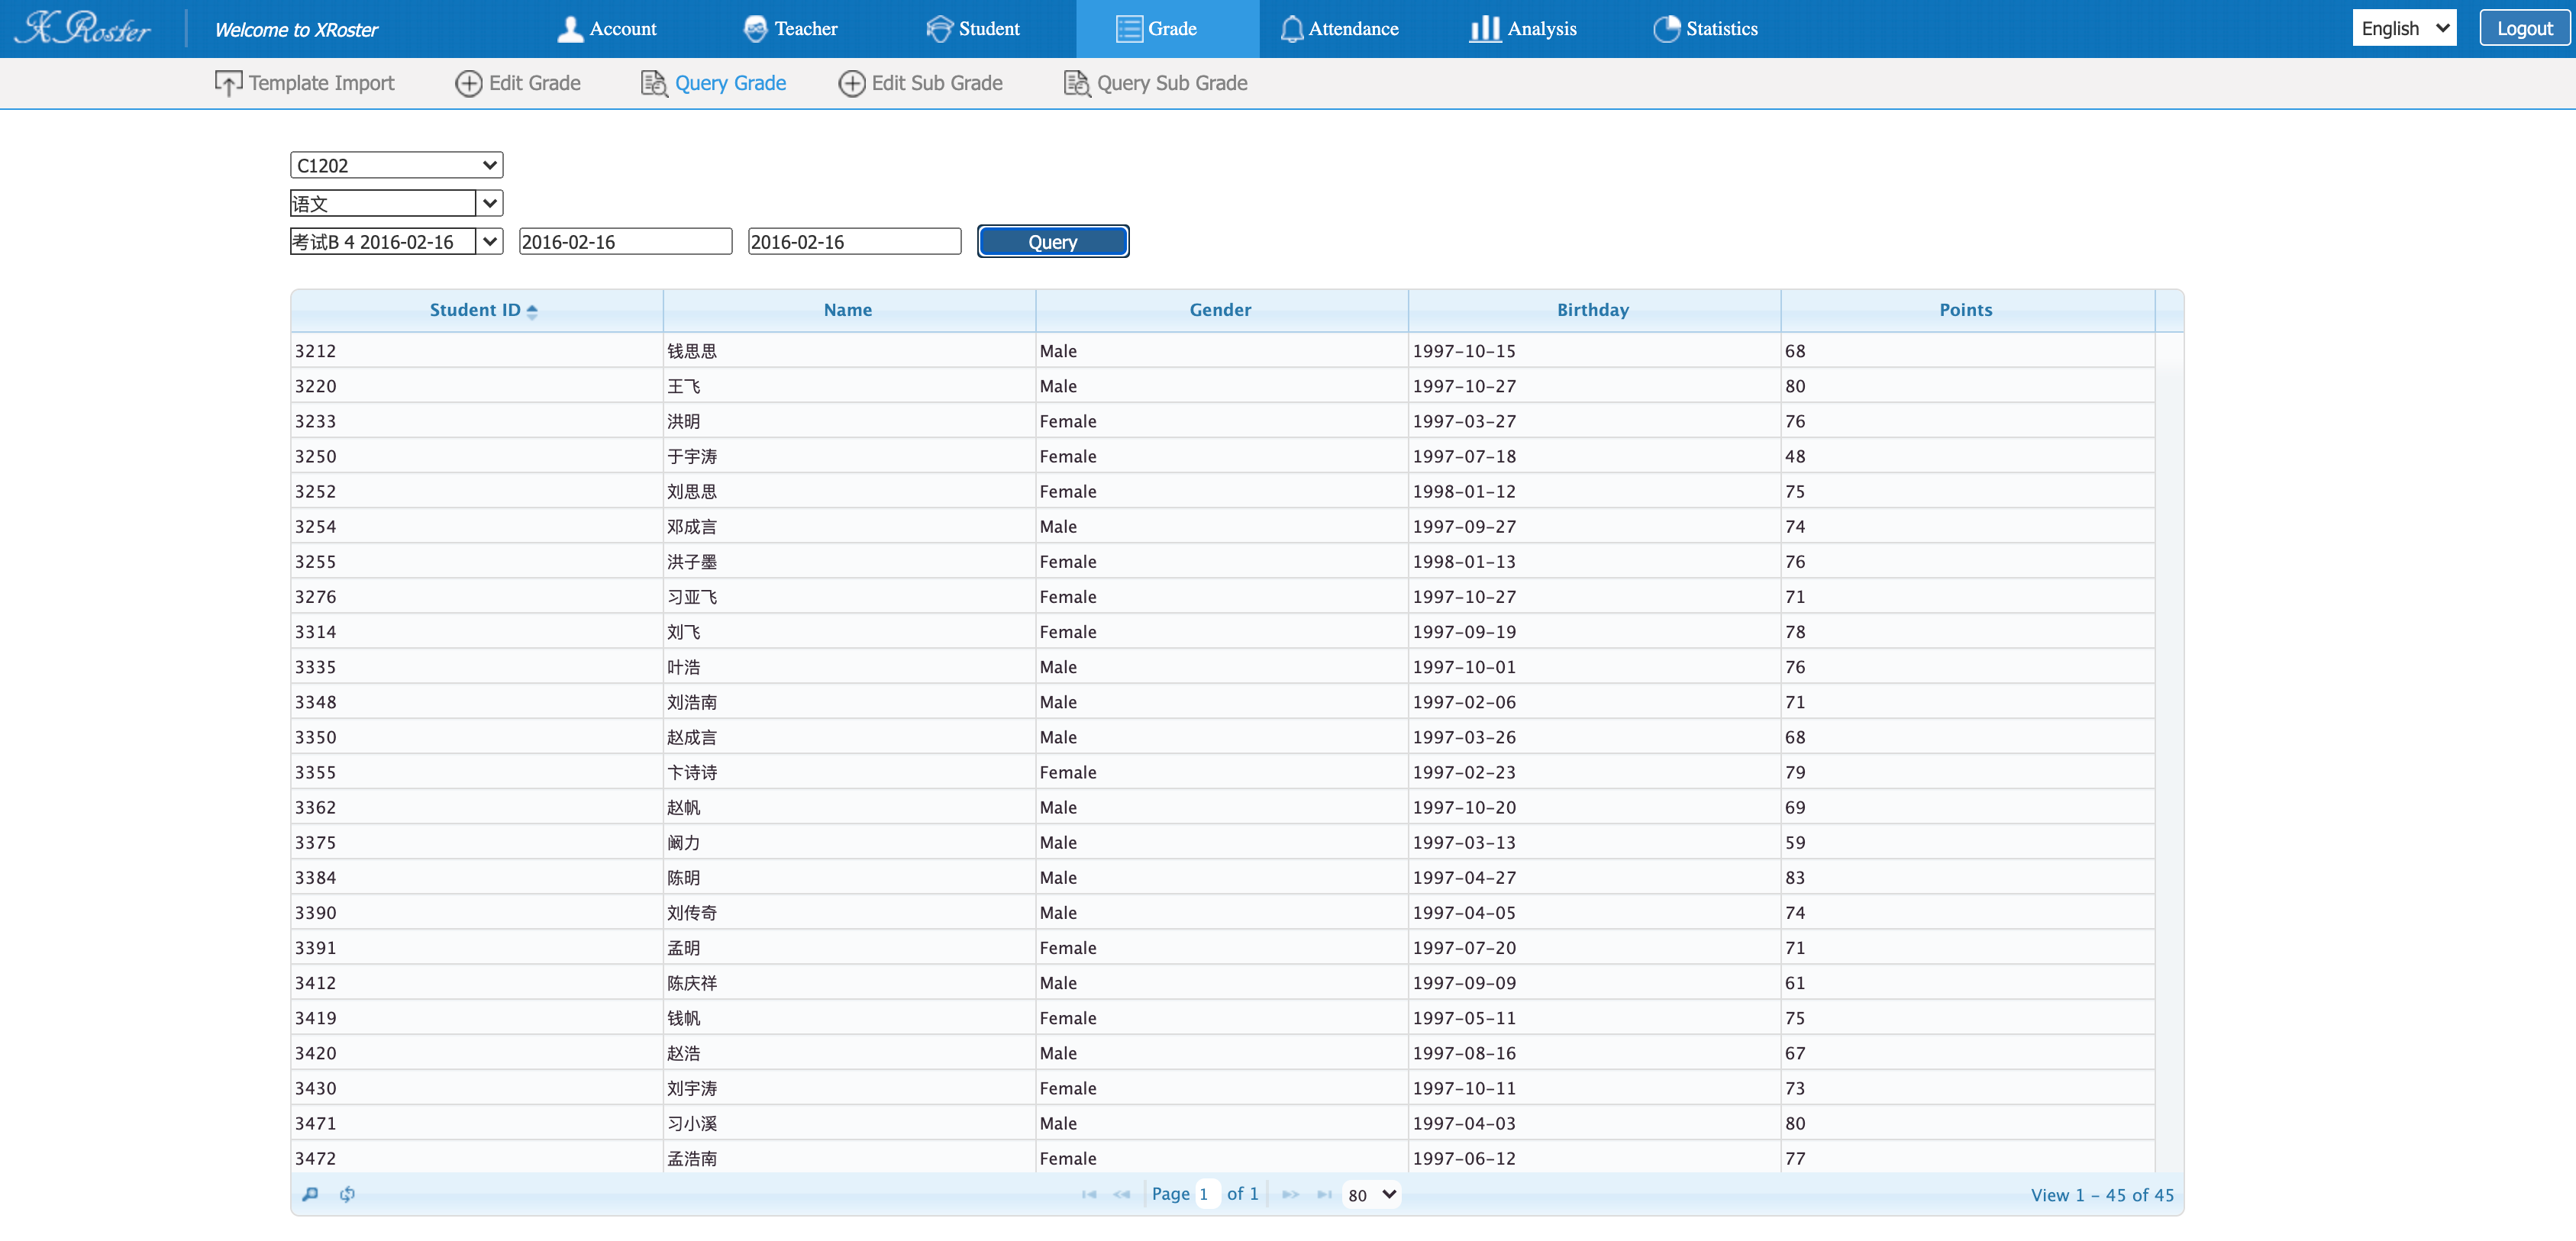 XRoster Welcome to XRoster Account Teacher Student Grade Attendance Analysis Statistics English Logout
Template Import Edit Grade Query Grade Edit Sub Grade Query Sub Grade
C1202
语文
考试B 4 2016-02-16 2016-02-16 2016-02-16 Query
Student ID Name Gender Birthday Points
3212 钱思思 Male 1997-10-15 68
3220 王飞 Male 1997-10-27 80
3233 洪明 Female 1997-03-27 76
3250 于宇涛 Female 1997-07-18 48
3252 刘思思 Female 1998-01-12 75
3254 邓成言 Male 1997-09-27 74
3255 洪子墨 Female 1998-01-13 76
3276 习亚飞 Female 1997-10-27 71
3314 刘飞 Female 1997-09-19 78
3335 叶浩 Male 1997-10-01 76
3348 刘浩南 Male 1997-02-06 71
3350 赵成言 Male 1997-03-26 68
3355 卞诗诗 Female 1997-02-23 79
3362 赵帆 Male 1997-10-20 69
3375 阚力 Male 1997-03-13 59
3384 陈明 Male 1997-04-27 83
3390 刘传奇 Male 1997-04-05 74
3391 孟明 Female 1997-07-20 71
3412 陈庆祥 Male 1997-09-09 61
3419 钱帆 Female 1997-05-11 75
3420 赵浩 Male 1997-08-16 67
3430 刘宇涛 Female 1997-10-11 73
3471 习小溪 Male 1997-04-03 80
3472 孟浩南 Female 1997-06-12 77
Page 1 of 1 80 View 1 - 45 of 45